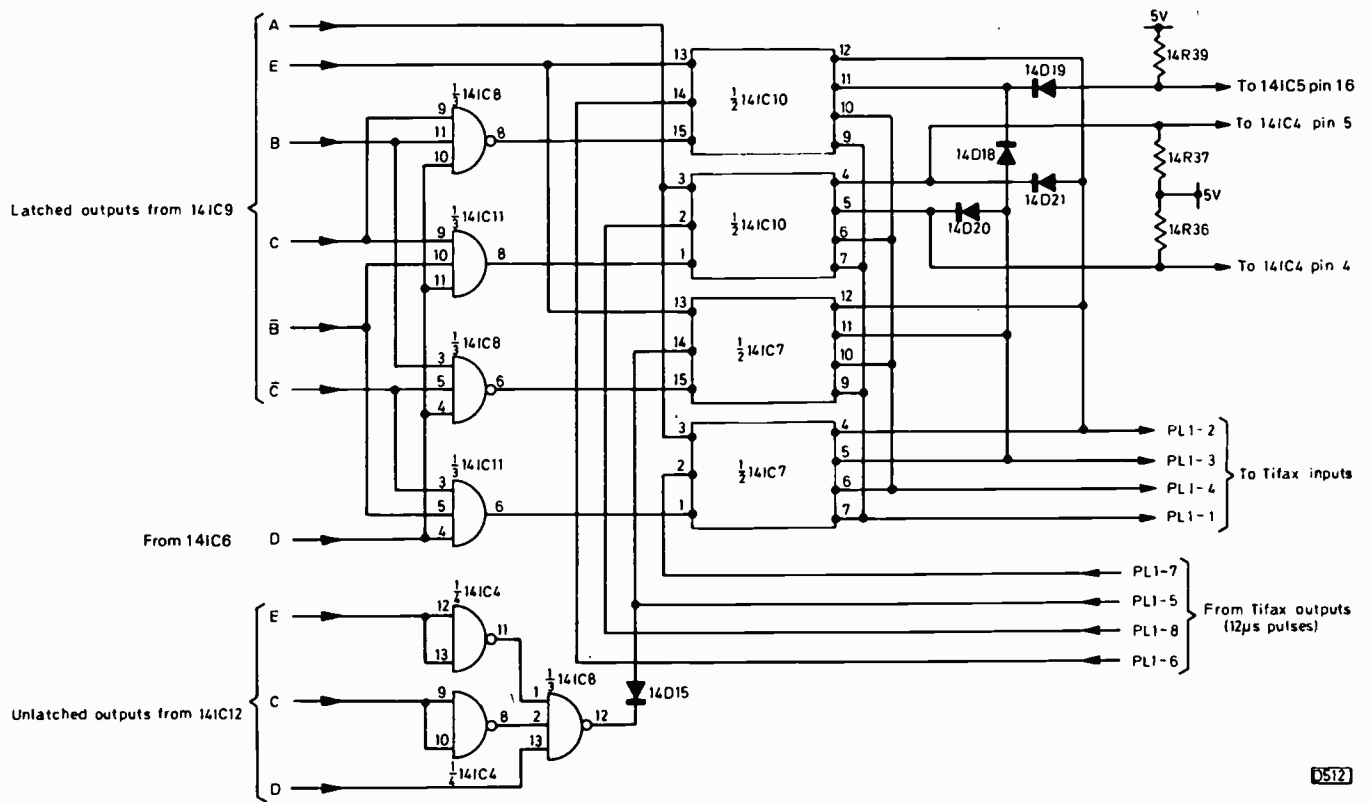 A
E
B
C
B̄
C̄
Latched outputs from 14IC9
From 14IC6 D
E
C
D
Unlatched outputs from 14IC12
1/3 14IC8
9
11
10
8
1/3 14IC11
9
10
11
8
1/3 14IC8
3
5
4
6
1/3 14IC11
3
5
4
6
1/4 14IC4
12
13
11
9
10
8
1/4 14IC4
1/3 14IC8
1
2
13
12
14D15
13
14
15
1/2 14IC10
12
11
10
9
3
2
1
1/2 14IC10
4
5
6
7
13
14
15
1/2 14IC7
12
11
10
9
3
2
1
1/2 14IC7
4
5
6
7
14D19
14D18
14D21
14D20
5V
14R39
To 14IC5 pin 16
To 14IC4 pin 5
14R37
5V
14R36
To 14IC4 pin 4
PL1-2
PL1-3
PL1-4
PL1-1
To Tifax inputs
PL1-7
PL1-5
PL1-8
PL1-6
From Tifax outputs
(12µs pulses)
D512